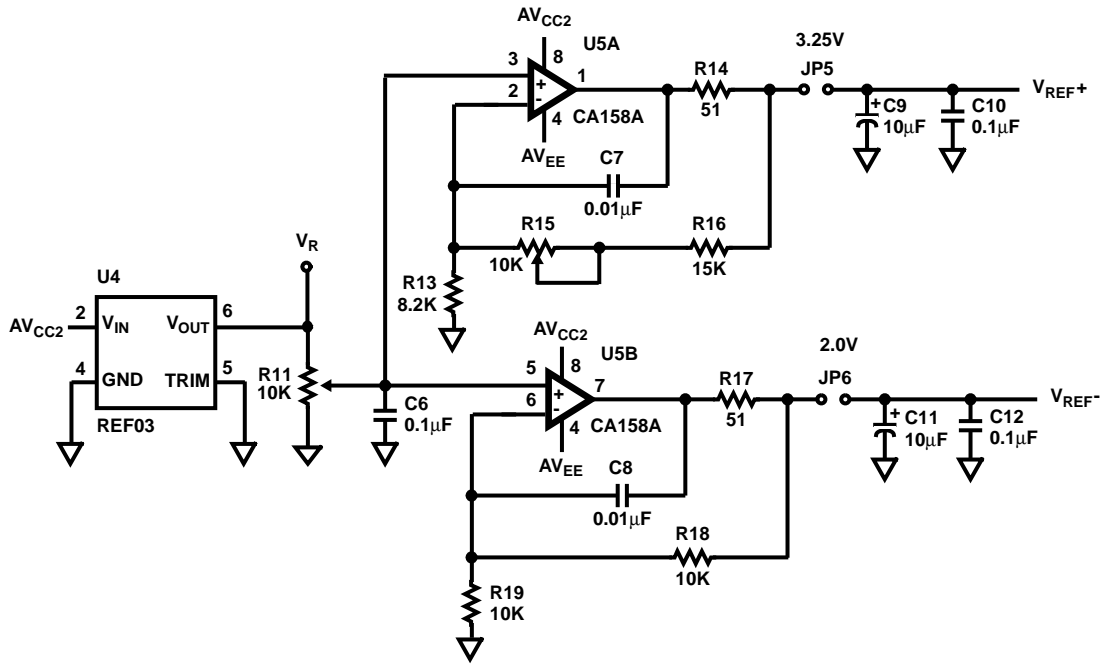 AVCC2
U5A
3.25V
3
8
1
R14
JP5
VREF+
2
+
-
51
+
C9
10µF
C10
0.1µF
4
CA158A
AVEE
C7
0.01µF
VR
R15
10K
R16
15K
U4
R13
8.2K
AVCC2
2
VIN
VOUT
6
AVCC2
U5B
2.0V
4
GND
TRIM
5
R11
10K
5
8
7
R17
JP6
VREF-
REF03
C6
0.1µF
6
+
-
51
+
C11
10µF
C12
0.1µF
4
CA158A
AVEE
C8
0.01µF
R18
10K
R19
10K